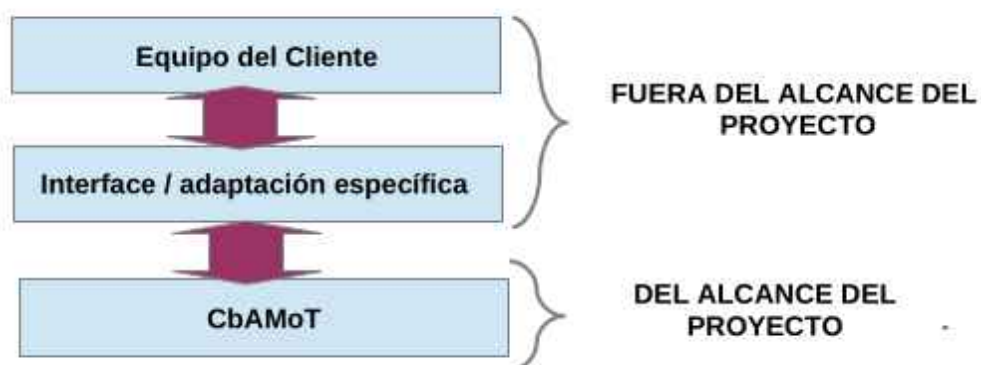 Equipo del Cliente
FUERA DEL ALCANCE DEL
PROYECTO
Interface / adaptación específica
CbAMoT
DEL ALCANCE DEL
PROYECTO